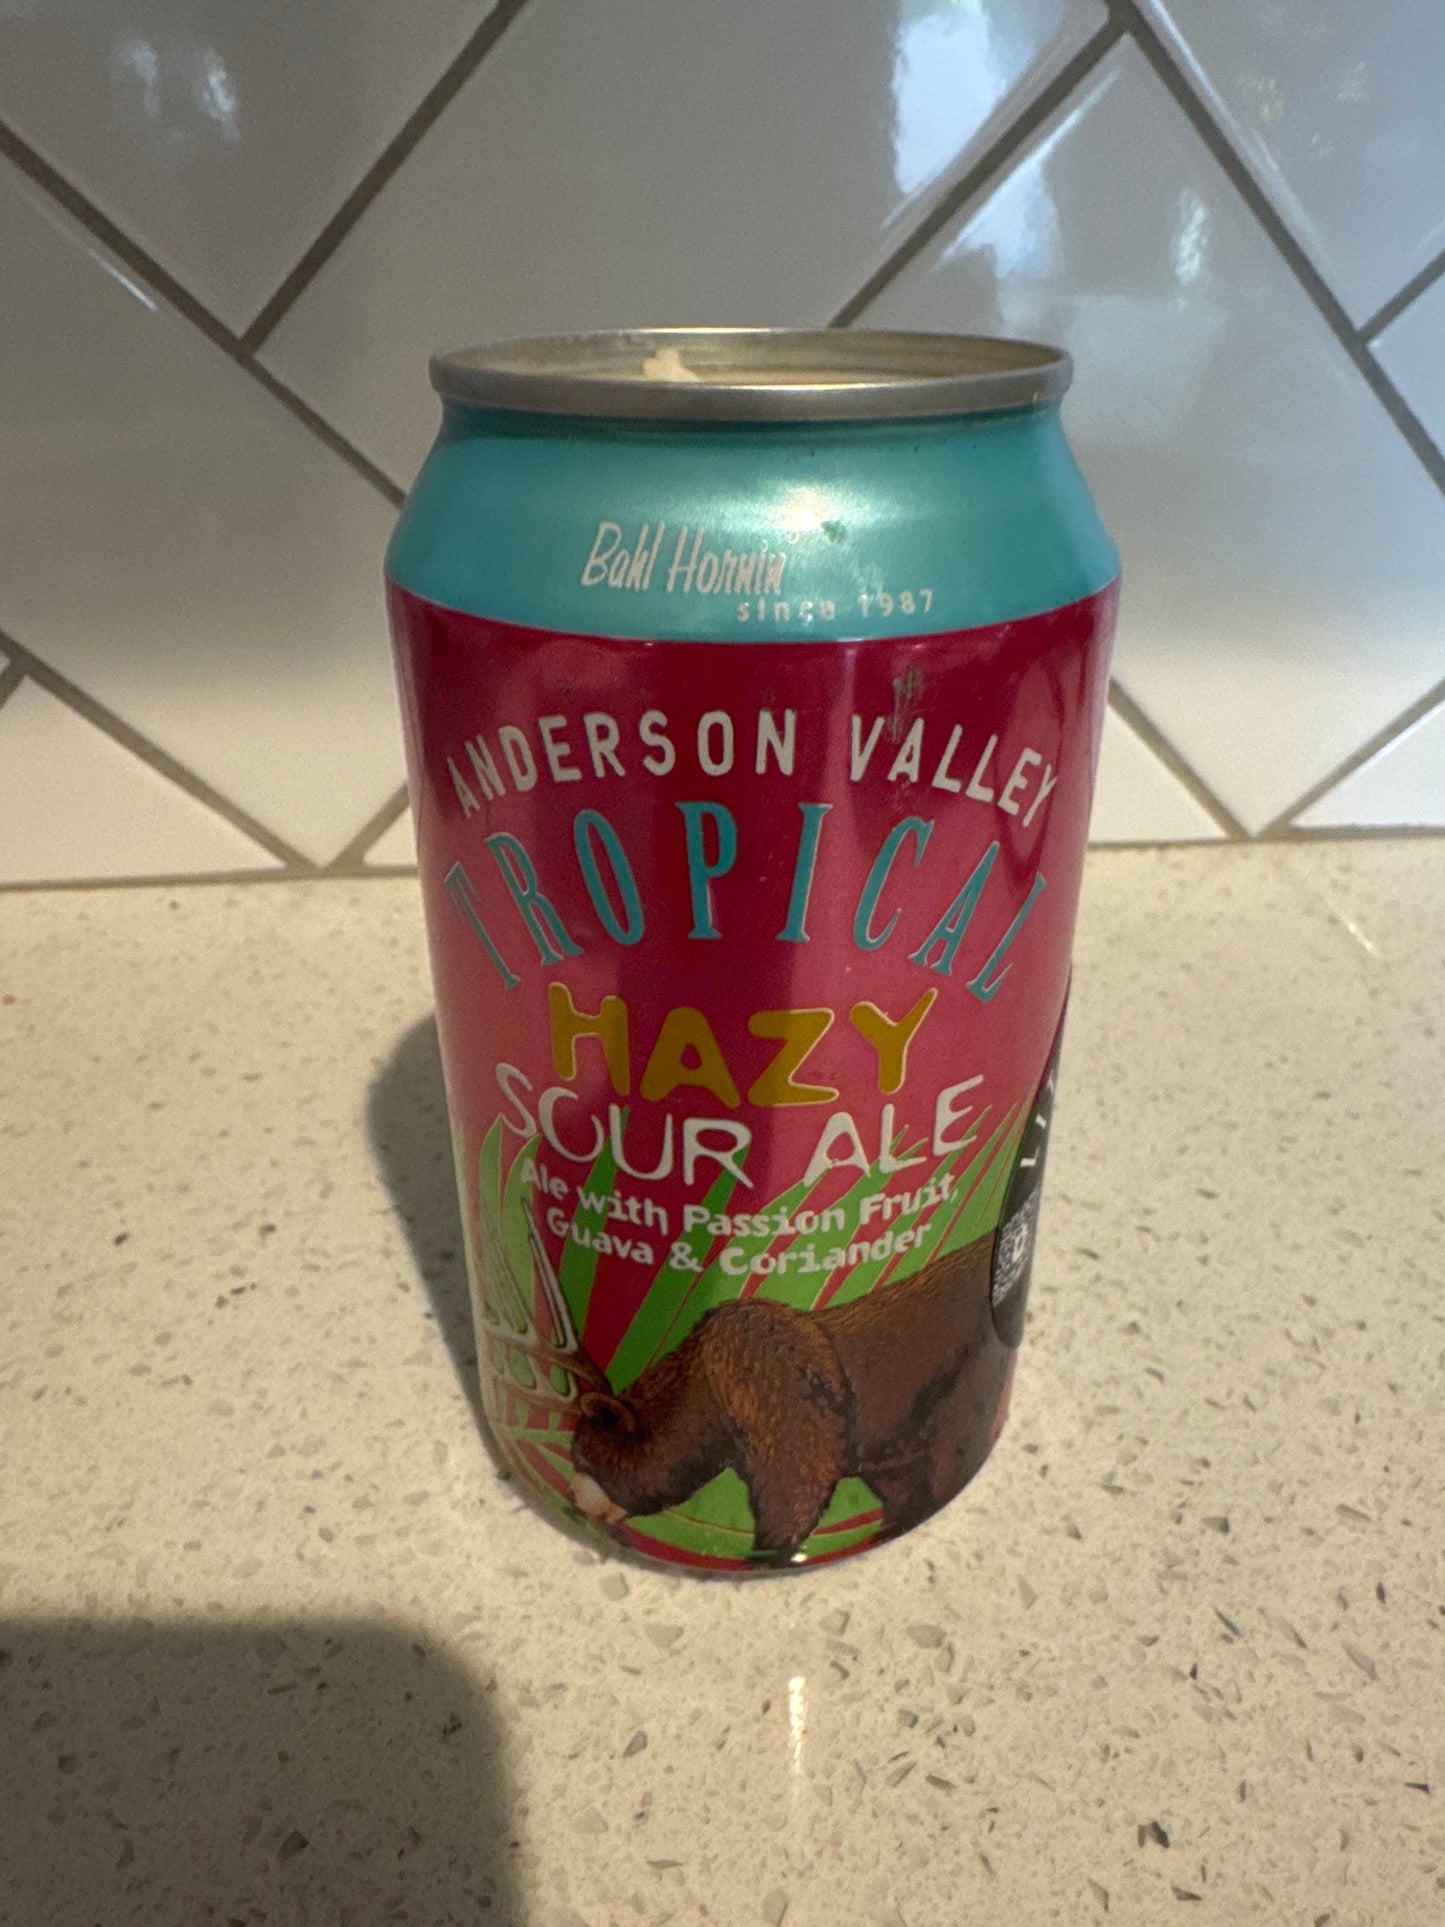 Bahl Hornin'
since 1987
ANDERSON VALLEY
TROPICAL
HAZY
SOUR ALE
Ale with Passion Fruit,
Guava & Coriander